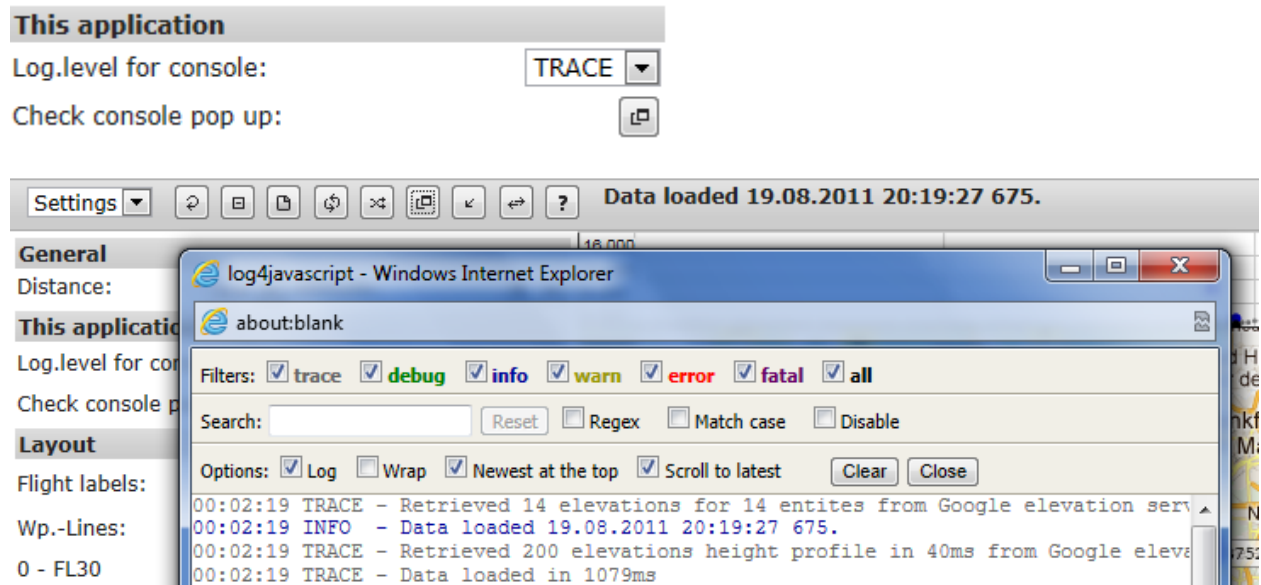 This application
Log.level for console: TRACE
Check console pop up:
Settings ? Data loaded 19.08.2011 20:19:27 675.
General 16.000
Distance:
log4javascript - Windows Internet Explorer
This applicatio
about:blank
Log.level for con
Filters: trace debug info warn error fatal all
Check console p
Search: Reset Regex Match case Disable
Layout
Options: Log Wrap Newest at the top Scroll to latest Clear Close
Flight labels:
00:02:19 TRACE - Retrieved 14 elevations for 14 entites from Google elevation serv
Wp.-Lines:
00:02:19 INFO - Data loaded 19.08.2011 20:19:27 675.
00:02:19 TRACE - Retrieved 200 elevations height profile in 40ms from Google eleva
0 - FL30
00:02:19 TRACE - Data loaded in 1079ms